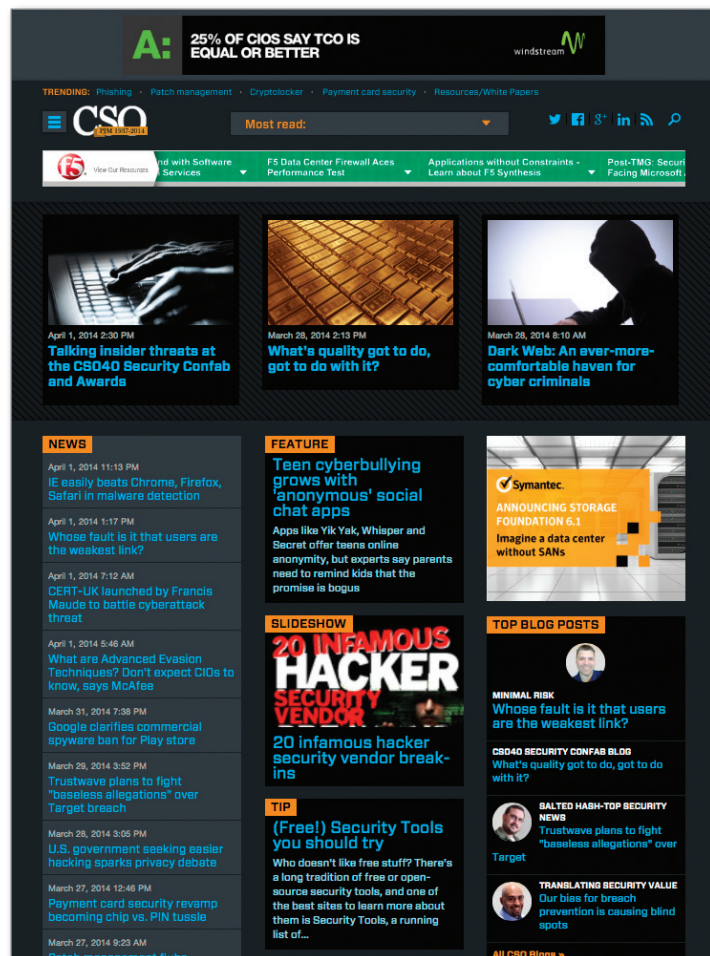 A:
25% OF CIOS SAY TCO IS
EQUAL OR BETTER
windstream
TRENDING: Phishing · Patch management · Cryptolocker · Payment card security · Resources/White Papers
CSO
PJM 1937-2014
Most read:
f5
View Our Resources
nd with Software
Services
F5 Data Center Firewall Aces
Performance Test
Applications without Constraints -
Learn about F5 Synthesis
Post-TMG: Securi
Facing Microsoft
April 1, 2014 2:30 PM
Talking insider threats at
the CSO40 Security Confab
and Awards
March 28, 2014 2:13 PM
What's quality got to do,
got to do with it?
March 28, 2014 8:10 AM
Dark Web: An ever-more-
comfortable haven for
cyber criminals
NEWS
April 1, 2014 11:13 PM
IE easily beats Chrome, Firefox,
Safari in malware detection
April 1, 2014 1:17 PM
Whose fault is it that users are
the weakest link?
April 1, 2014 7:12 AM
CERT-UK launched by Francis
Maude to battle cyberattack
threat
April 1, 2014 5:46 AM
What are Advanced Evasion
Techniques? Don't expect CIOs to
know, says McAfee
March 31, 2014 7:38 PM
Google clarifies commercial
spyware ban for Play store
March 29, 2014 3:52 PM
Trustwave plans to fight
"baseless allegations" over
Target breach
March 28, 2014 3:05 PM
U.S. government seeking easier
hacking sparks privacy debate
March 27, 2014 12:46 PM
Payment card security revamp
becoming chip vs. PIN tussle
March 27, 2014 9:23 AM
FEATURE
Teen cyberbullying
grows with
'anonymous' social
chat apps
Apps like Yik Yak, Whisper and
Secret offer teens online
anonymity, but experts say parents
need to remind kids that the
promise is bogus
SLIDESHOW
20 INFAMOUS
HACKER
SECURITY
VENDOR
20 infamous hacker
security vendor break-
ins
TIP
(Free!) Security Tools
you should try
Who doesn't like free stuff? There's
a long tradition of free or open-
source security tools, and one of
the best sites to learn more about
them is Security Tools, a running
list of...
Symantec.
ANNOUNCING STORAGE
FOUNDATION 6.1
Imagine a data center
without SANs
TOP BLOG POSTS
MINIMAL RISK
Whose fault is it that users
are the weakest link?
CSO40 SECURITY CONFAB BLOG
What's quality got to do, got to do
with it?
SALTED HASH-TOP SECURITY
NEWS
Trustwave plans to fight
"baseless allegations" over
Target
TRANSLATING SECURITY VALUE
Our bias for breach
prevention is causing blind
spots
All CSO Blogs »